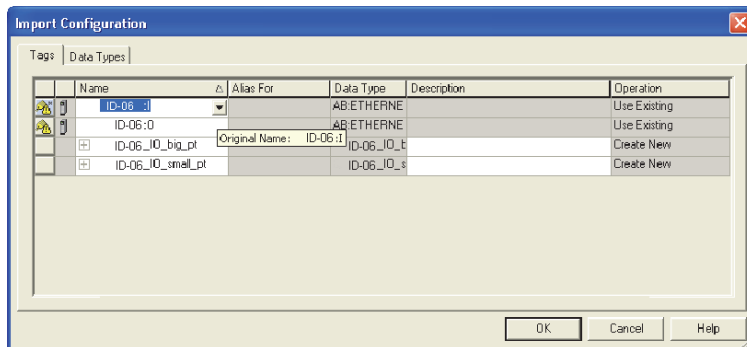 Import Configuration
Tags Data Types
Name Alias For Data Type Description Operation
ID-06 :I AB:ETHERNE Use Existing
ID-06:O AB:ETHERNE Use Existing
Original Name: ID-06:I
ID-06_IO_big_pt ID-06_IO_b Create New
ID-06_IO_small_pt ID-06_IO_s Create New
OK Cancel Help